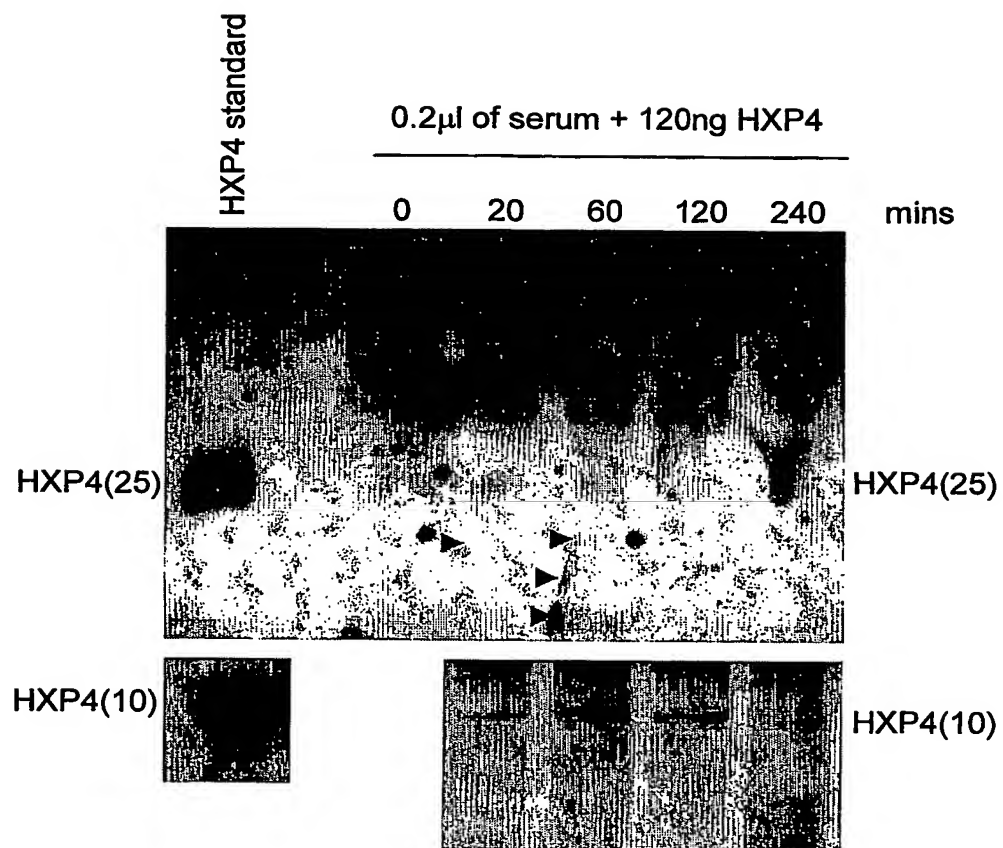 HXP4 standard
0.2μl of serum + 120ng HXP4
0 20 60 120 240 mins
HXP4(25) HXP4(25)
HXP4(10) HXP4(10)